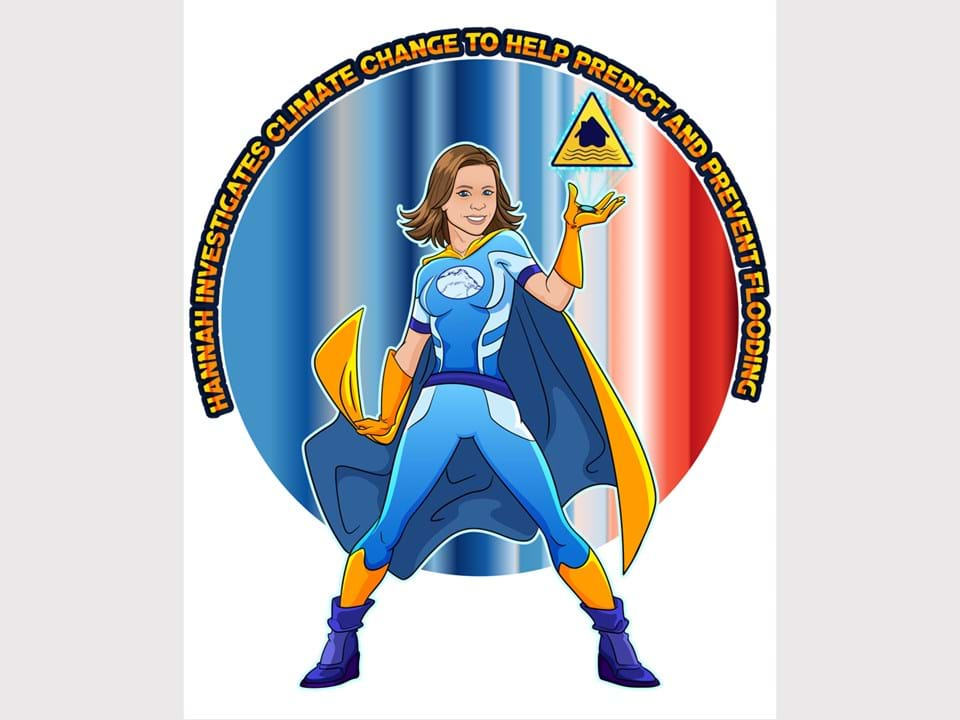 HANNAH INVESTIGATES CLIMATE CHANGE TO HELP PREDICT AND PREVENT FLOODING